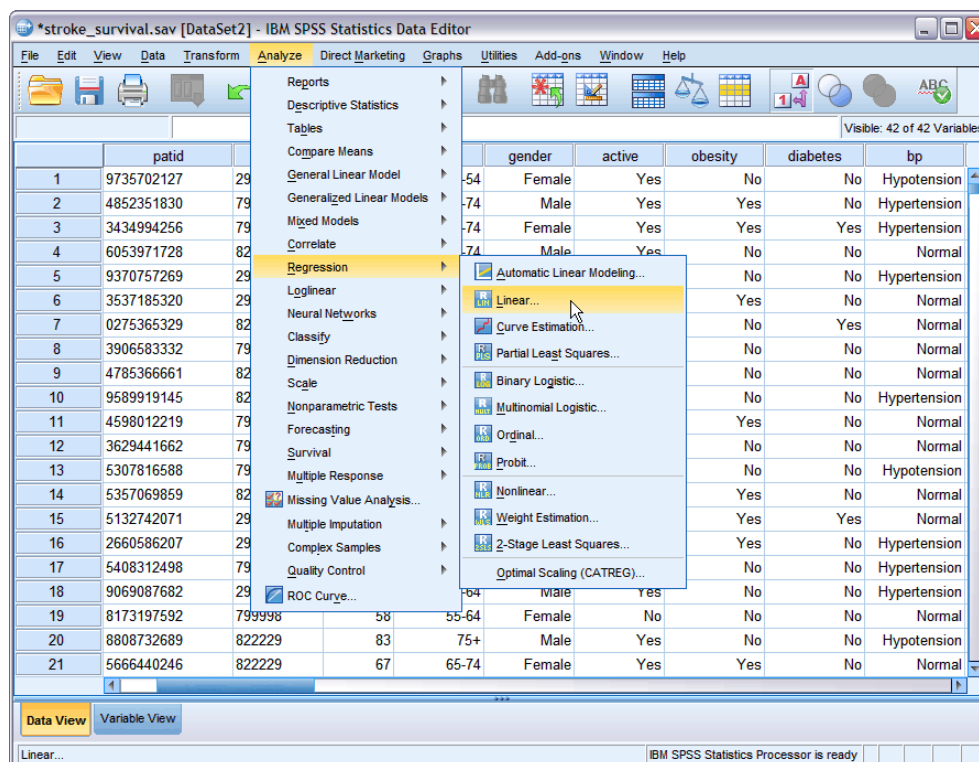 *stroke_survival.sav [DataSet2] - IBM SPSS Statistics Data Editor
File Edit View Data Transform Analyze Direct Marketing Graphs Utilities Add-ons Window Help
A
1
ABC
Visible: 42 of 42 Variables
Reports
Descriptive Statistics
Tables
Compare Means
General Linear Model
Generalized Linear Models
Mixed Models
Correlate
Regression
Loglinear
Neural Networks
Classify
Dimension Reduction
Scale
Nonparametric Tests
Forecasting
Survival
Multiple Response
Missing Value Analysis...
Multiple Imputation
Complex Samples
Quality Control
ROC Curve...
Automatic Linear Modeling...
Linear...
Curve Estimation...
Partial Least Squares...
Binary Logistic...
Multinomial Logistic...
Ordinal...
Probit...
Nonlinear...
Weight Estimation...
2-Stage Least Squares...
Optimal Scaling (CATREG)...
patid gender active obesity diabetes bp
1 9735702127 29 -54 Female Yes No No Hypotension
2 4852351830 79 -74 Male Yes Yes No Hypertension
3 3434994256 79 -74 Female Yes Yes Yes Hypertension
4 6053971728 82 -74 Male Yes No No Normal
5 9370757269 29 No No Hypertension
6 3537185320 29 Yes No Normal
7 0275365329 82 No Yes Normal
8 3906583332 79 No No Normal
9 4785366661 82 No No Normal
10 9589919145 82 No No Hypertension
11 4598012219 79 Yes No Normal
12 3629441662 79 No No Normal
13 5307816588 79 No No Hypotension
14 5357069859 82 Yes No Normal
15 5132742071 29 Yes Yes Normal
16 2660586207 29 Yes No Hypertension
17 5408312498 79 No No Hypertension
18 9069087682 29 -64 Male Yes No No Hypertension
19 8173197592 799998 58 55-64 Female No No No Normal
20 8808732689 822229 83 75+ Male Yes No No Hypotension
21 5666440246 822229 67 65-74 Female Yes Yes No Normal
Data View Variable View
Linear... IBM SPSS Statistics Processor is ready